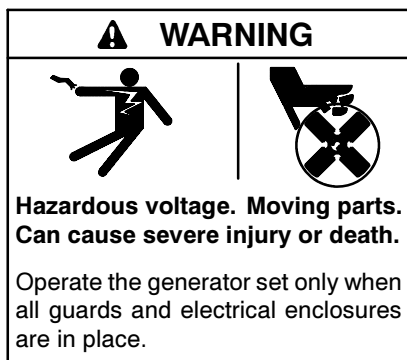 WARNING
Hazardous voltage. Moving parts.
Can cause severe injury or death.
Operate the generator set only when
all guards and electrical enclosures
are in place.